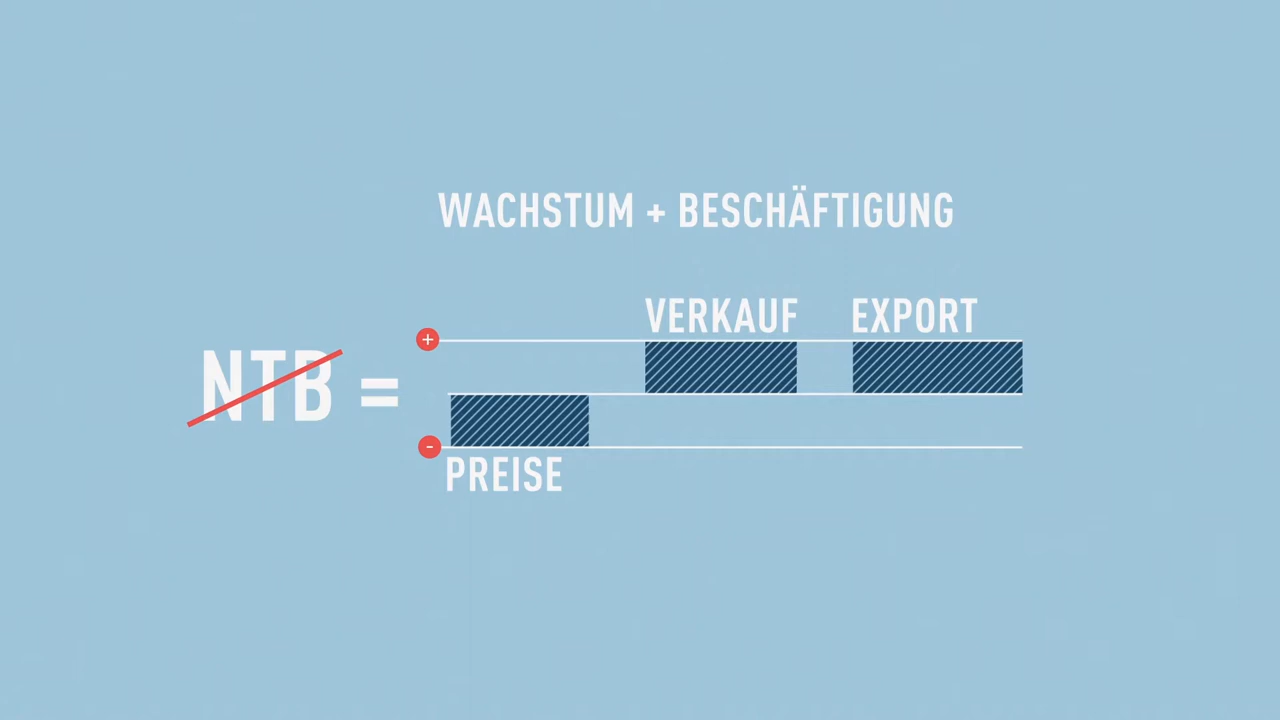 WACHSTUM + BESCHÄFTIGUNG
VERKAUF EXPORT
+
NTB =
-
PREISE